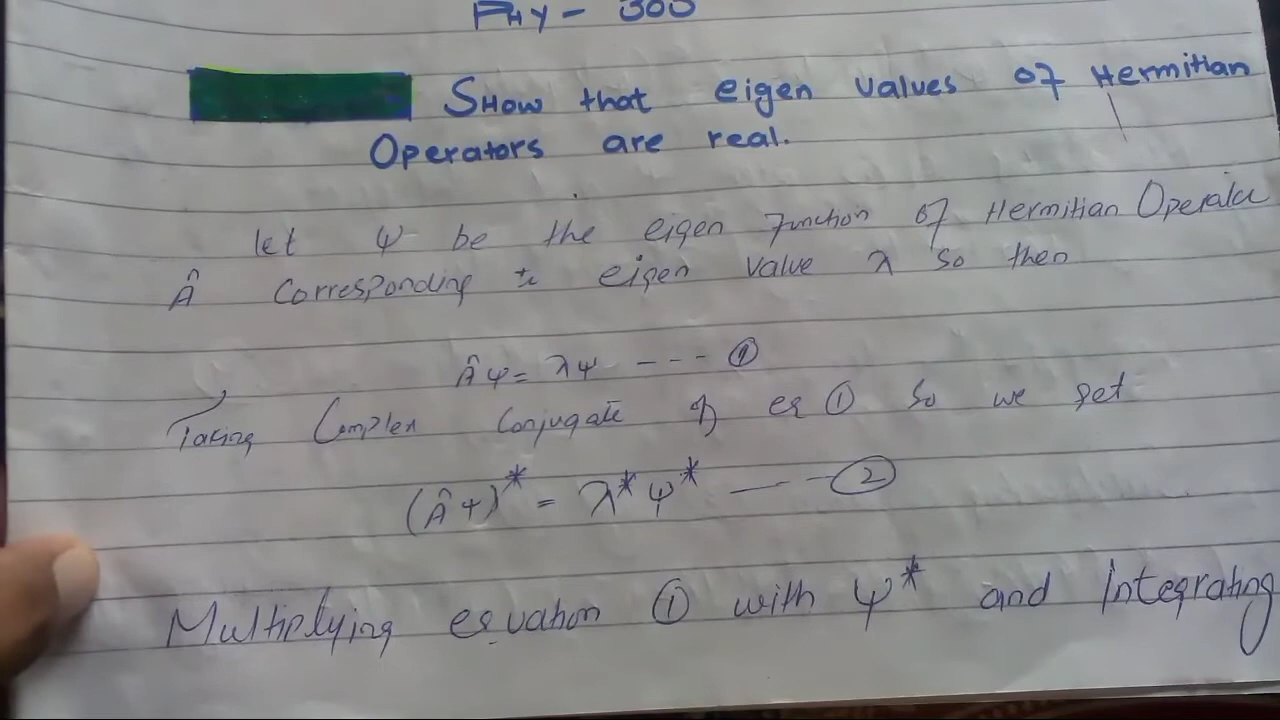 PHY - 303
Show that eigen values of Hermitian
Operators are real.
let ψ be the eigen function of Hermitian
 corresponding to eigen value λ so then
Âψ = λψ ---- ①
Taking Complex Conjugate of eq ① so we get
(Âψ)* = λ*ψ* --- ②
Multiplying equation ① with ψ* and Integrating